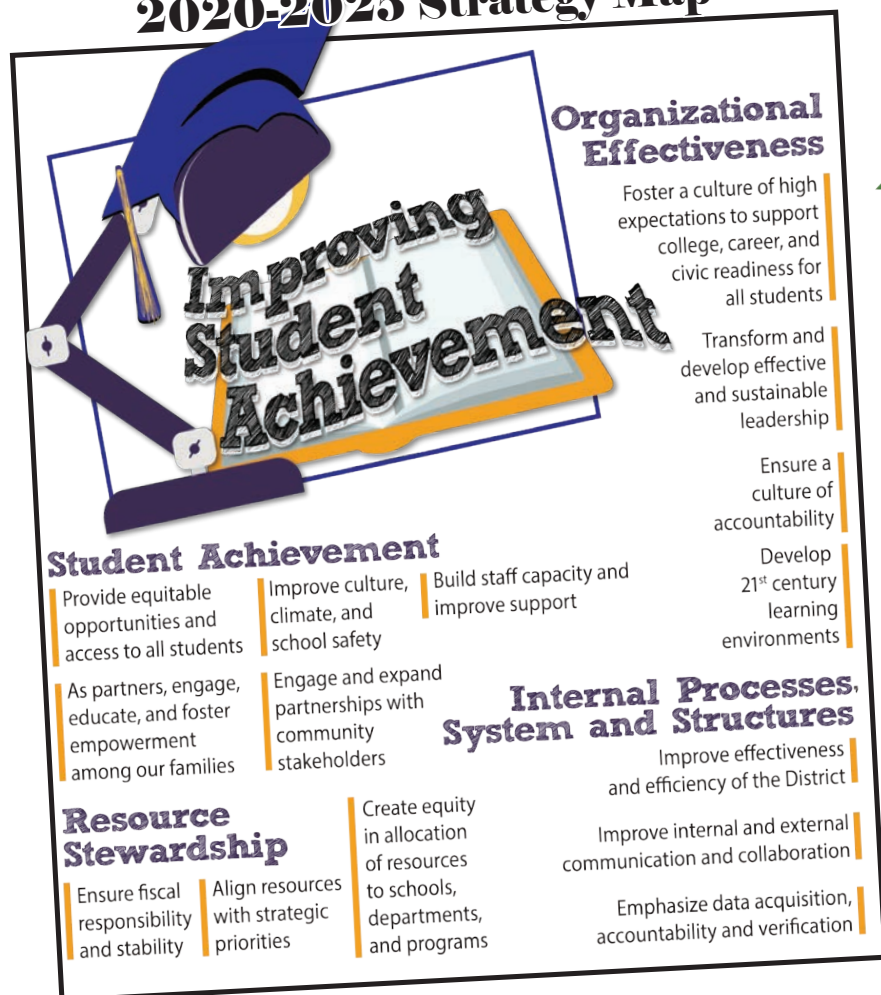 2020-2025 Strategy Map
Improving
Student
Achievement
Organizational
Effectiveness
Foster a culture of high
expectations to support
college, career, and
civic readiness for
all students
Transform and
develop effective
and sustainable
leadership
Ensure a
culture of
accountability
Develop
21st century
learning
environments
Student Achievement
Provide equitable
opportunities and
access to all students
Improve culture,
climate, and
school safety
Build staff capacity and
improve support
As partners, engage,
educate, and foster
empowerment
among our families
Engage and expand
partnerships with
community
stakeholders
Internal Processes,
System and Structures
Improve effectiveness
and efficiency of the District
Improve internal and external
communication and collaboration
Emphasize data acquisition,
accountability and verification
Resource
Stewardship
Ensure fiscal
responsibility
and stability
Align resources
with strategic
priorities
Create equity
in allocation
of resources
to schools,
departments,
and programs